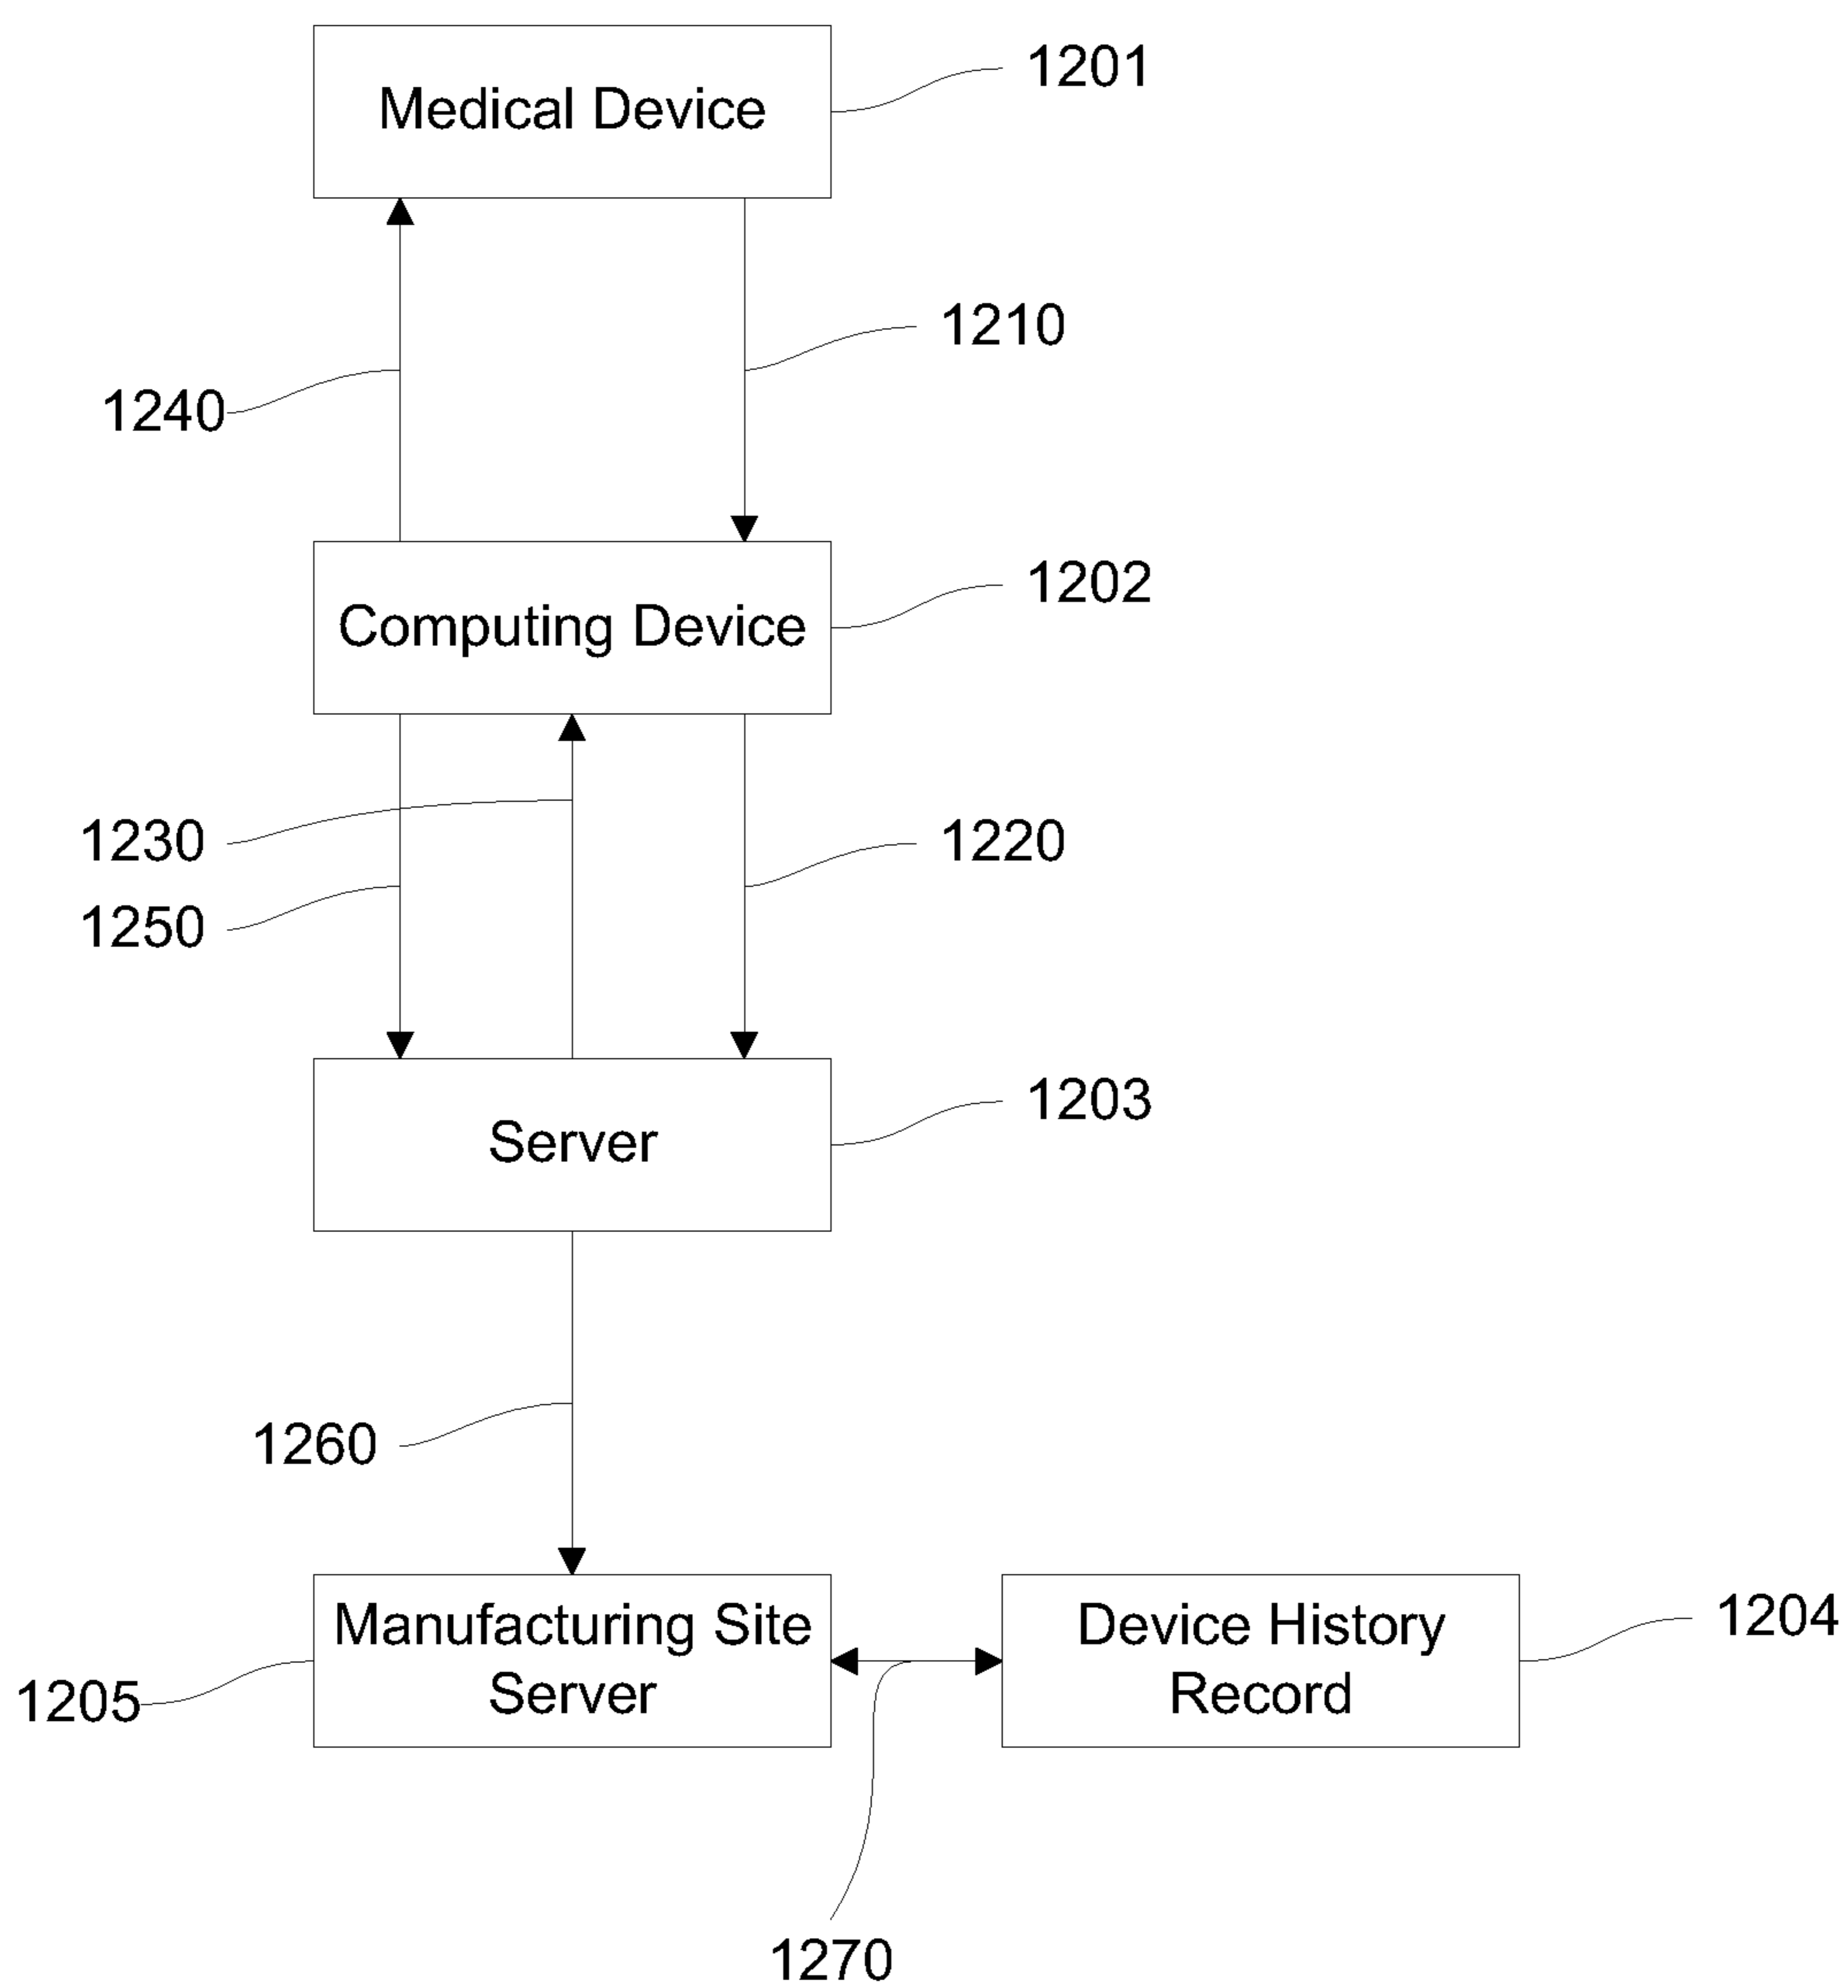 Medical Device
1201
1210
1240
Computing Device
1202
1230
1220
1250
Server
1203
1260
Manufacturing Site
Server
Device History
Record
1204
1205
1270